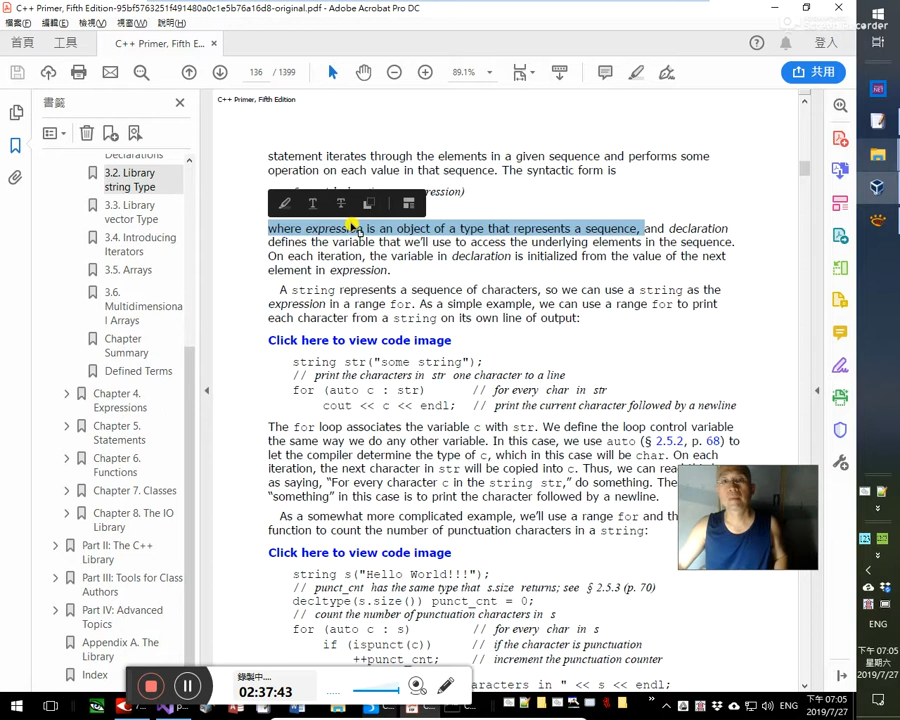 C++ Primer, Fifth Edition-95bf5763251f491480a0c1e5b76a16d8-original.pdf - Adobe Acrobat Pro DC
檔案(F) 編輯(E) 檢視(V) 視窗(W) 說明(H)
首頁 工具 C++ Primer, Fifth E... × 登入
136 / 1399 89.1% 共用
書籤
Declarations
3.2. Library
string Type
3.3. Library
vector Type
3.4. Introducing
Iterators
3.5. Arrays
3.6.
Multidimensiona
l Arrays
Chapter
Summary
Defined Terms
Chapter 4.
Expressions
Chapter 5.
Statements
Chapter 6.
Functions
Chapter 7. Classes
Chapter 8. The IO
Library
Part II: The C++
Library
Part III: Tools for Class
Authors
Part IV: Advanced
Topics
Appendix A. The
Library
Index
C++ Primer, Fifth Edition
statement iterates through the elements in a given sequence and performs some
operation on each value in that sequence. The syntactic form is
where expression is an object of a type that represents a sequence, and declaration
defines the variable that we'll use to access the underlying elements in the sequence.
On each iteration, the variable in declaration is initialized from the value of the next
element in expression.
A string represents a sequence of characters, so we can use a string as the
expression in a range for. As a simple example, we can use a range for to print
each character from a string on its own line of output:
Click here to view code image
string str("some string");
// print the characters in str one character to a line
for (auto c : str) // for every char in str
cout << c << endl; // print the current character followed by a newline
The for loop associates the variable c with str. We define the loop control variable
the same way we do any other variable. In this case, we use auto (§ 2.5.2, p. 68) to
let the compiler determine the type of c, which in this case will be char. On each
iteration, the next character in str will be copied into c. Thus, we can read
as saying, "For every character c in the string str," do something. The
"something" in this case is to print the character followed by a newline.
As a somewhat more complicated example, we'll use a range for and
function to count the number of punctuation characters in a string:
Click here to view code image
string s("Hello World!!!");
// punct_cnt has the same type that s.size returns; see § 2.5.3 (p. 70)
decltype(s.size()) punct_cnt = 0;
// count the number of punctuation characters in s
for (auto c : s) // for every char in s
if (ispunct(c)) // if the character is punctuation
++punct_cnt; // increment the punctuation counter
in " << s << endl;
錄製中...
02:37:43
ENG
下午 07:05
星期六
2019/7/27
ENG 下午 07:05
2019/7/27